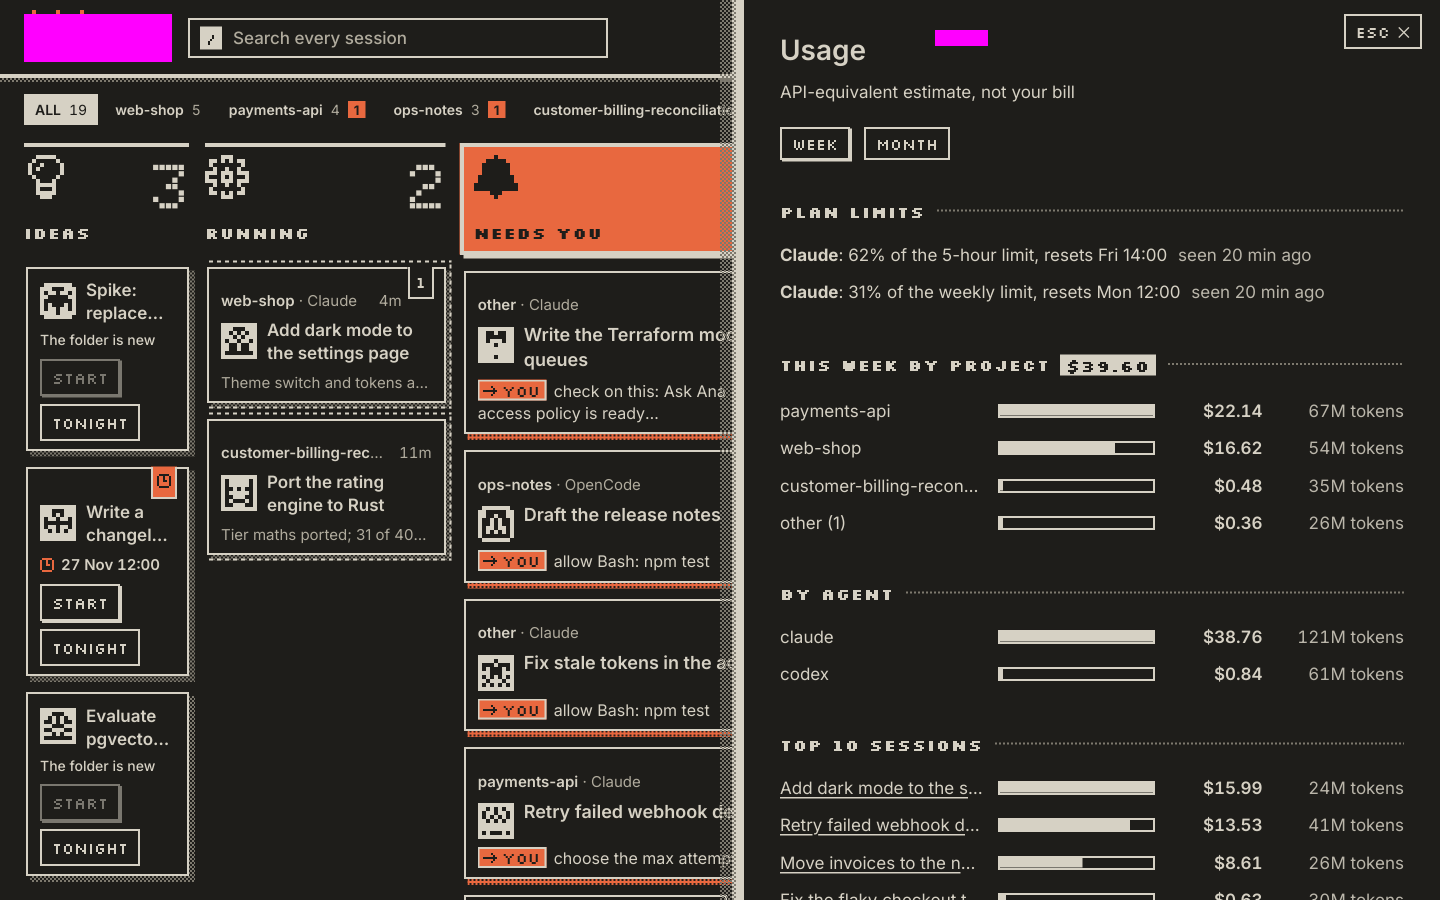 / Search every session
ALL 19 web-shop 5 payments-api 4 1 ops-notes 3 1
3
IDEAS
Spike:
replace…
The folder is new
START
TONIGHT
Write a
changel…
27 Nov 12:00
START
TONIGHT
Evaluate
pgvecto…
The folder is new
START
TONIGHT
2
RUNNING
1
web-shop · Claude 4m
Add dark mode to
the settings page
Theme switch and tokens a…
customer-billing-rec… 11m
Port the rating
engine to Rust
Tier maths ported; 31 of 40…
NEEDS YOU
other · Claude
Write the Terraform
queues
→ YOU check on this: Ask Ana
access policy is ready…
ops-notes · OpenCode
Draft the release notes
→ YOU allow Bash: npm test
other · Claude
Fix stale tokens in the
→ YOU allow Bash: npm test
payments-api · Claude
Retry failed webhook
→ YOU choose the max
Usage
ESC ×
API-equivalent estimate, not your bill
WEEK MONTH
PLAN LIMITS
Claude: 62% of the 5-hour limit, resets Fri 14:00 seen 20 min ago
Claude: 31% of the weekly limit, resets Mon 12:00 seen 20 min ago
THIS WEEK BY PROJECT $39.60
payments-api $22.14 67M tokens
web-shop $16.62 54M tokens
customer-billing-recon… $0.48 35M tokens
other (1) $0.36 26M tokens
BY AGENT
claude $38.76 121M tokens
codex $0.84 61M tokens
TOP 10 SESSIONS
Add dark mode to the s… $15.99 24M tokens
Retry failed webhook d… $13.53 41M tokens
Move invoices to the n… $8.61 26M tokens